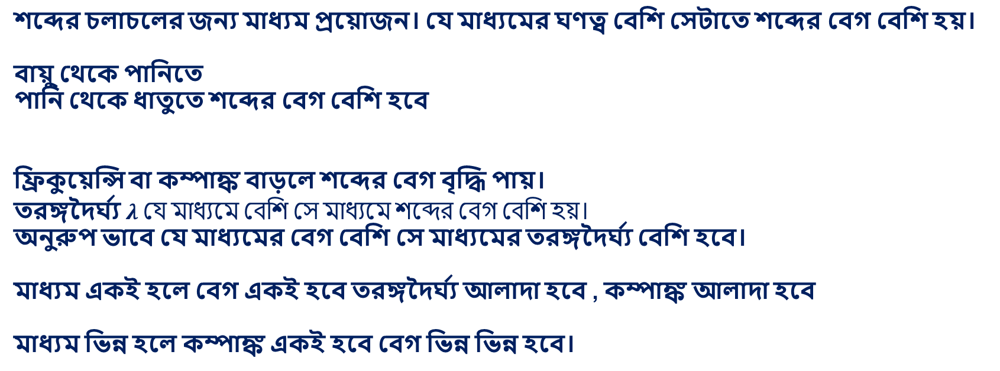 শব্দের চলাচলের জন্য মাধ্যম প্রয়োজন। যে মাধ্যমের ঘণত্ব বেশি সেটাতে শব্দের বেগ বেশি হয়।
বায়ু থেকে পানিতে
পানি থেকে ধাতুতে শব্দের বেগ বেশি হবে
ফ্রিকুয়েন্সি বা কম্পাঙ্ক বাড়লে শব্দের বেগ বৃদ্ধি পায়।
তরঙ্গদৈর্ঘ্য λ যে মাধ্যমে বেশি সে মাধ্যমে শব্দের বেগ বেশি হয়।
অনুরুপ ভাবে যে মাধ্যমের বেগ বেশি সে মাধ্যমের তরঙ্গদৈর্ঘ্য বেশি হবে।
মাধ্যম একই হলে বেগ একই হবে তরঙ্গদৈর্ঘ্য আলাদা হবে , কম্পাঙ্ক আলাদা হবে
মাধ্যম ভিন্ন হলে কম্পাঙ্ক একই হবে বেগ ভিন্ন ভিন্ন হবে।